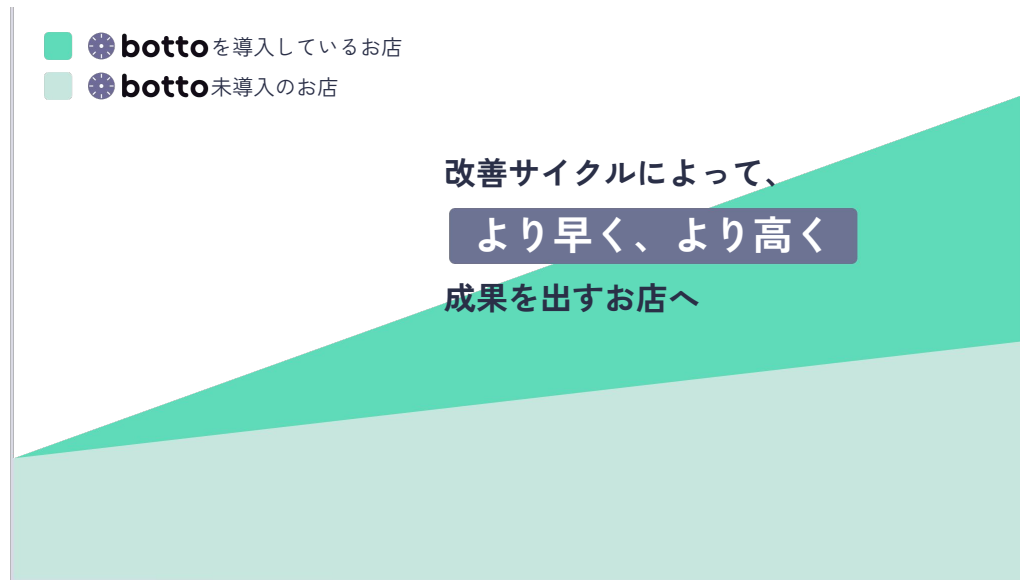 bottoを導入しているお店
botto未導入のお店
改善サイクルによって、
より早く、より高く
成果を出すお店へ